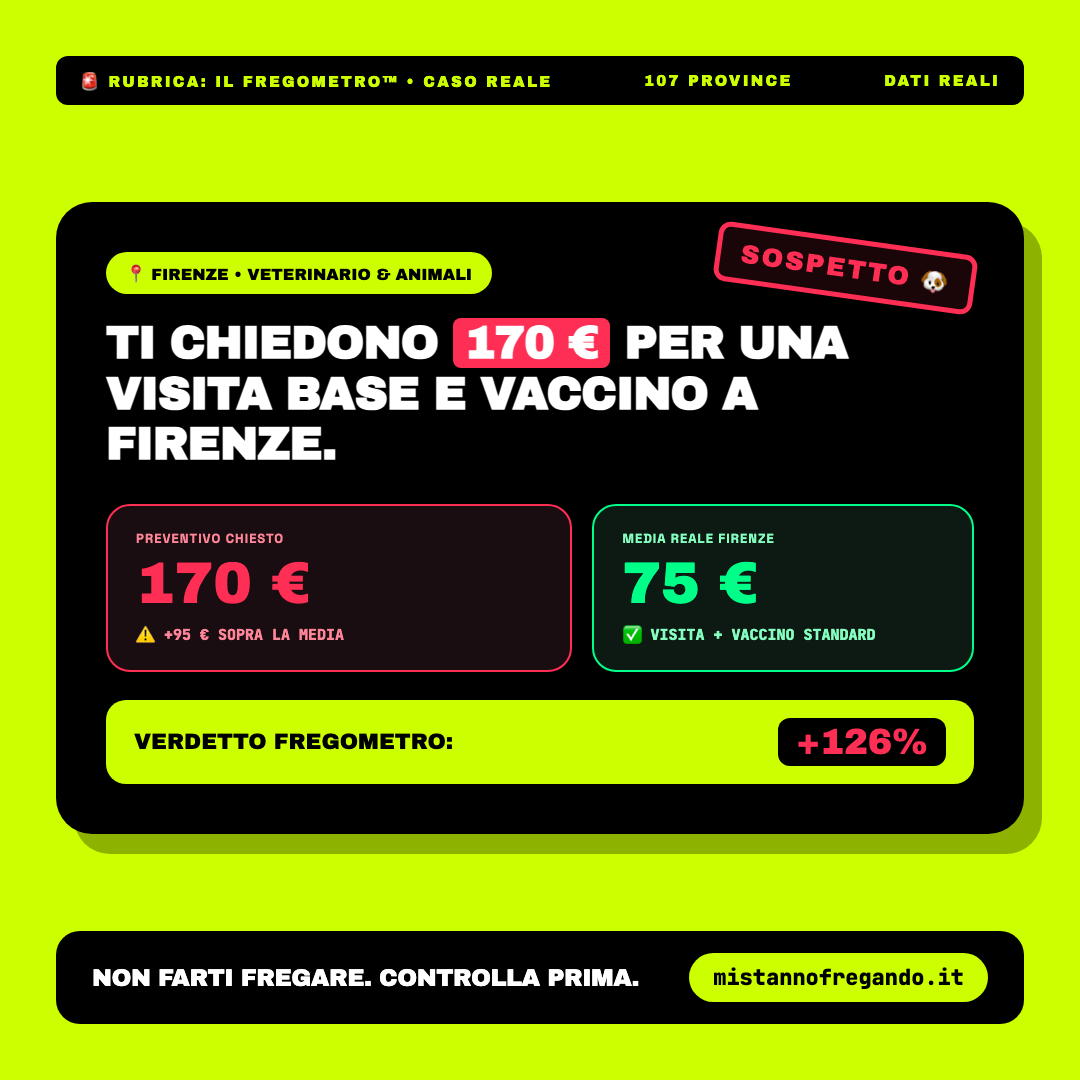 🚨 RUBRICA: IL FREGOMETRO™ • CASO REALE
107 PROVINCE
DATI REALI
SOSPETTO 🐶
📍 FIRENZE • VETERINARIO & ANIMALI
TI CHIEDONO 170 € PER UNA
VISITA BASE E VACCINO A
FIRENZE.
PREVENTIVO CHIESTO
170 €
⚠️ +95 € SOPRA LA MEDIA
MEDIA REALE FIRENZE
75 €
✅ VISITA + VACCINO STANDARD
VERDETTO FREGOMETRO:
+126%
NON FARTI FREGARE. CONTROLLA PRIMA.
mistannofregando.it